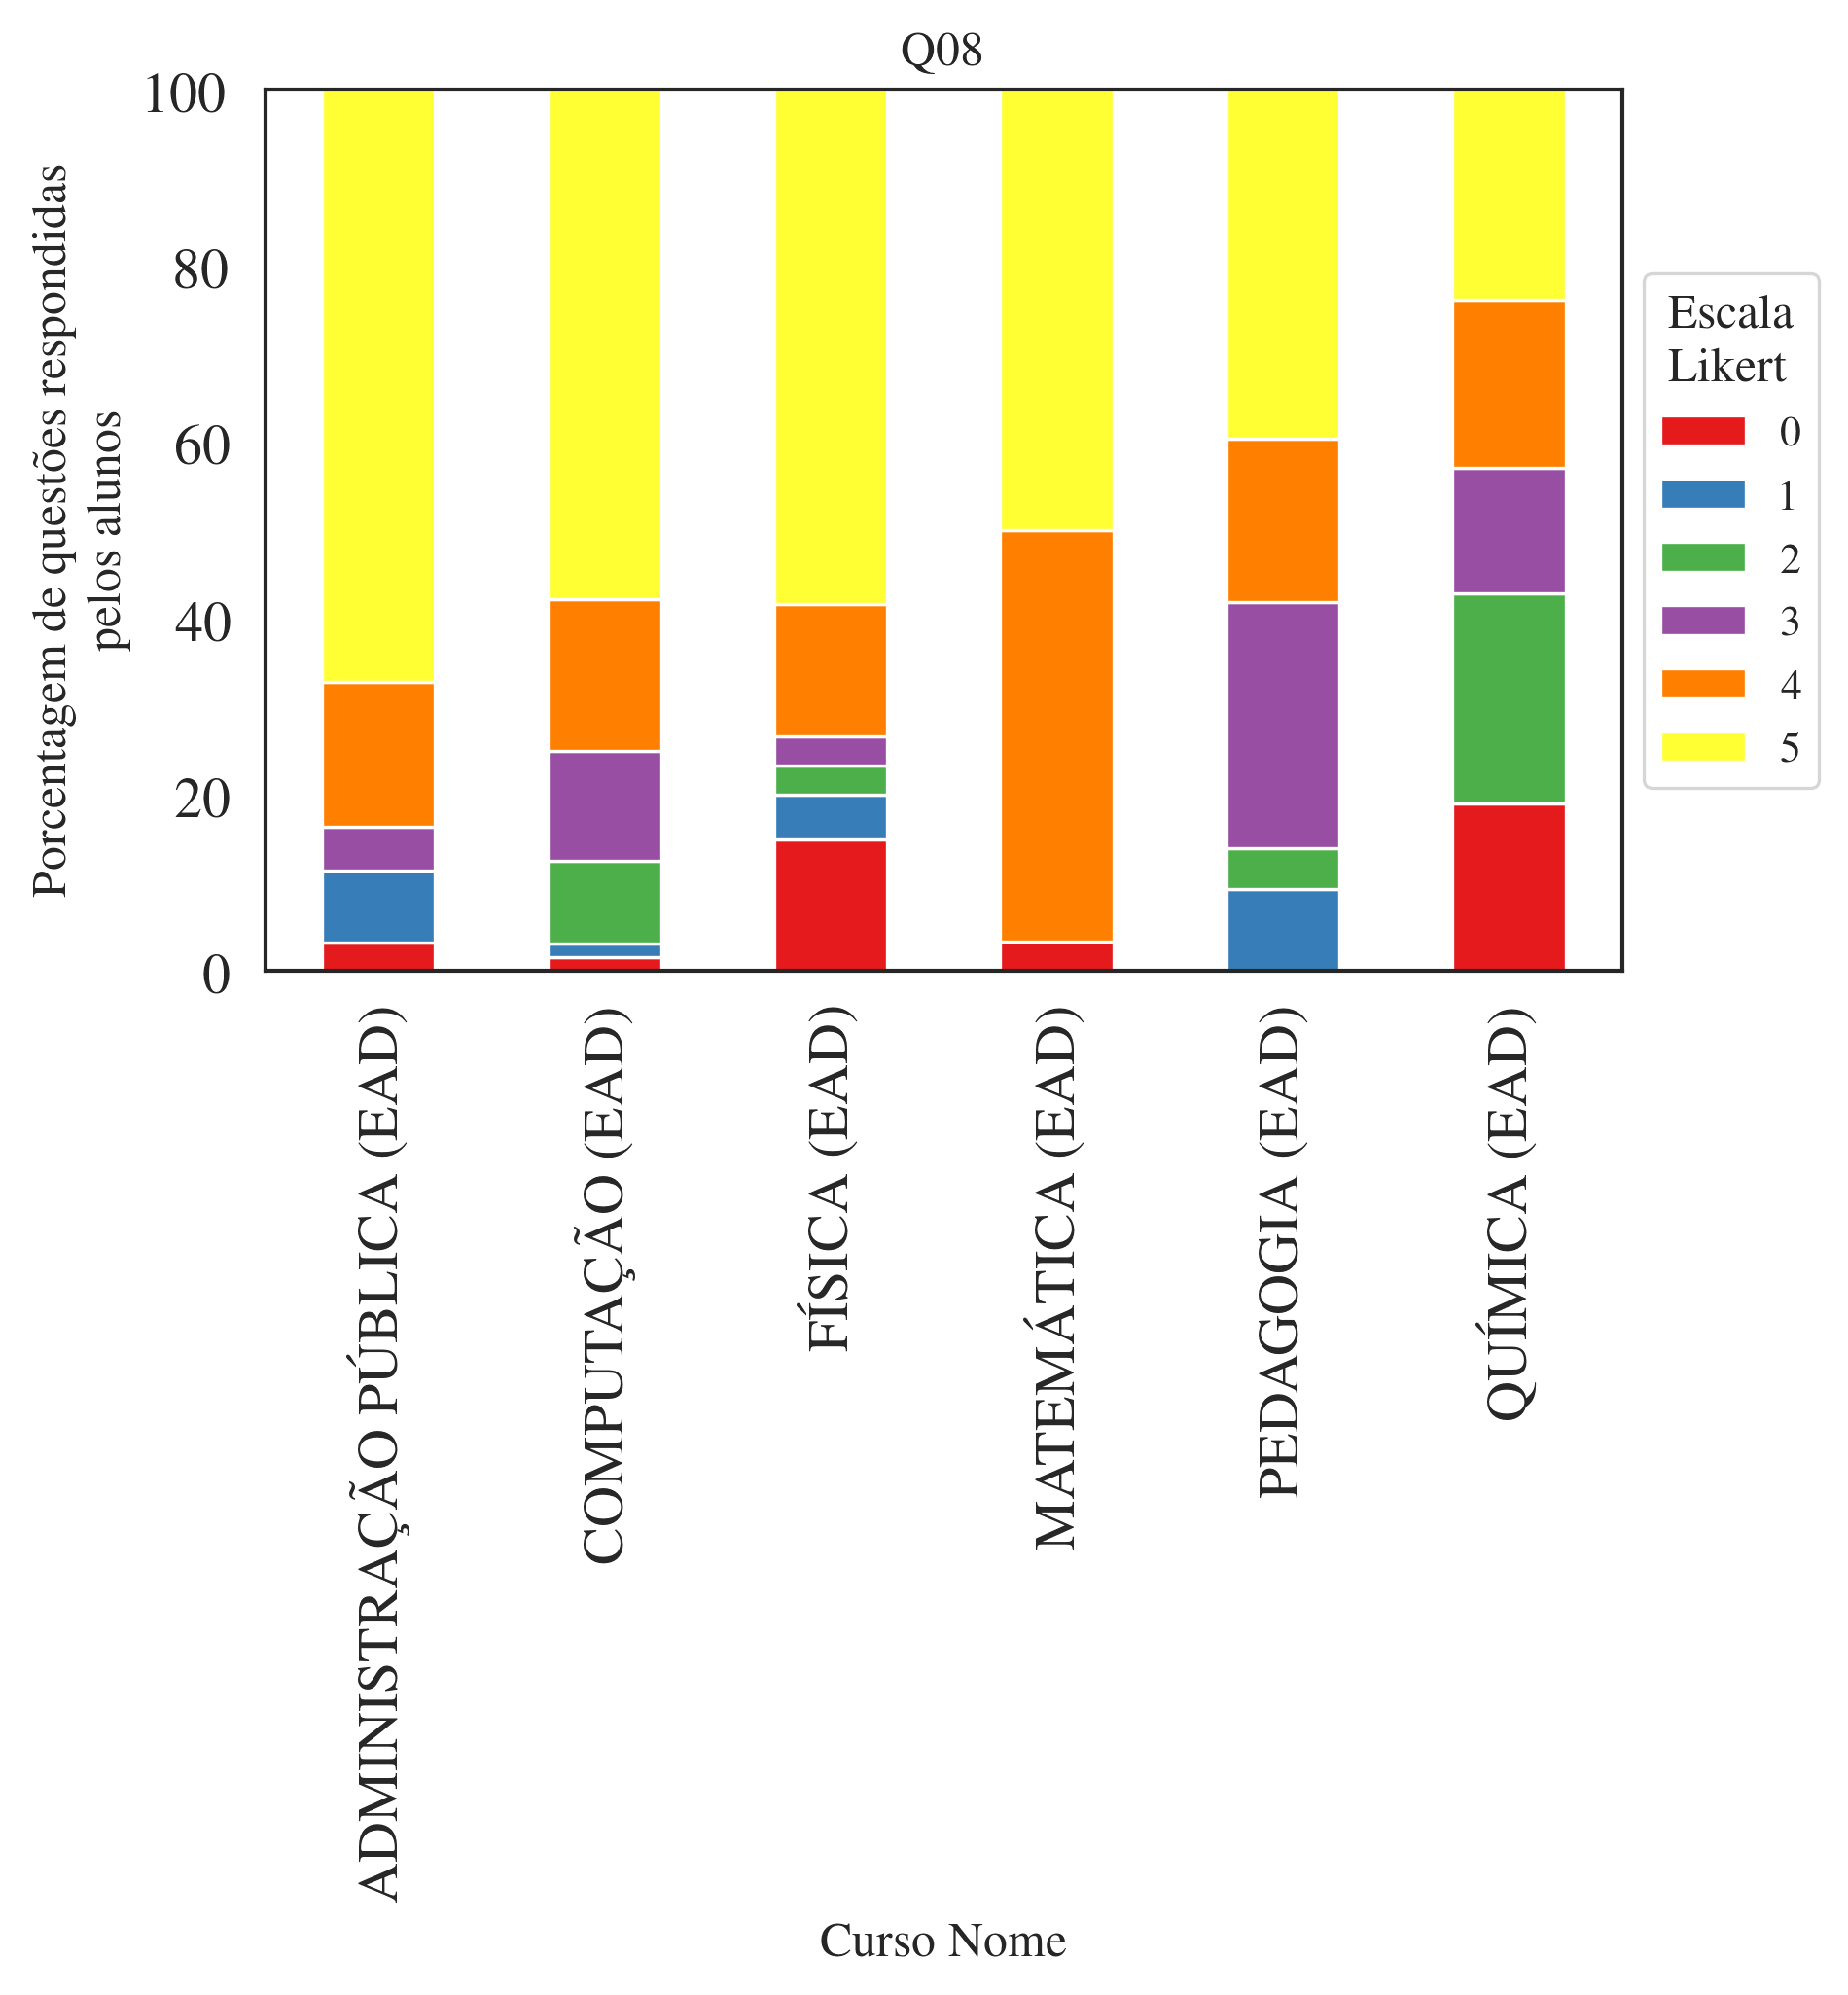 Q08
Porcentagem de questões respondidas
pelos alunos
100
80
60
40
20
0
Escala
Likert
0
1
2
3
4
5
ADMINISTRAÇÃO PÚBLICA (EAD)
COMPUTAÇÃO (EAD)
FÍSICA (EAD)
MATEMÁTICA (EAD)
PEDAGOGIA (EAD)
QUÍMICA (EAD)
Curso Nome